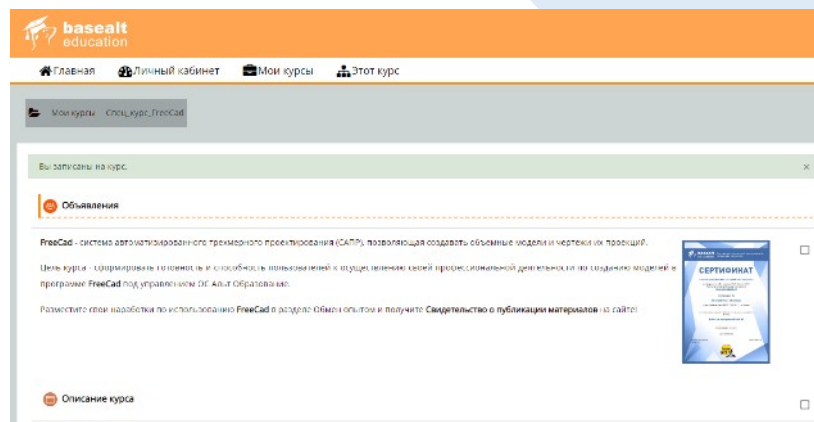 basealt
education
Главная Личный кабинет Мои курсы Этот курс
Мои курсы Спец_курс_FreeCad
Вы записаны на курс. ×
Объявления
FreeCad - система автоматизированного трехмерного проектирования (САПР), позволяющая создавать объемные модели и чертежи их проекций.
Цель курса - сформировать готовность и способность пользователей к осуществлению своей профессиональной деятельности по созданию моделей в
программе FreeCad под управлением ОС Альт Образование.
Разместите свои наработки по использованию FreeCad в разделе Обмен опытом и получите Свидетельство о публикации материалов на сайте!
СЕРТИФИКАТ
Описание курса